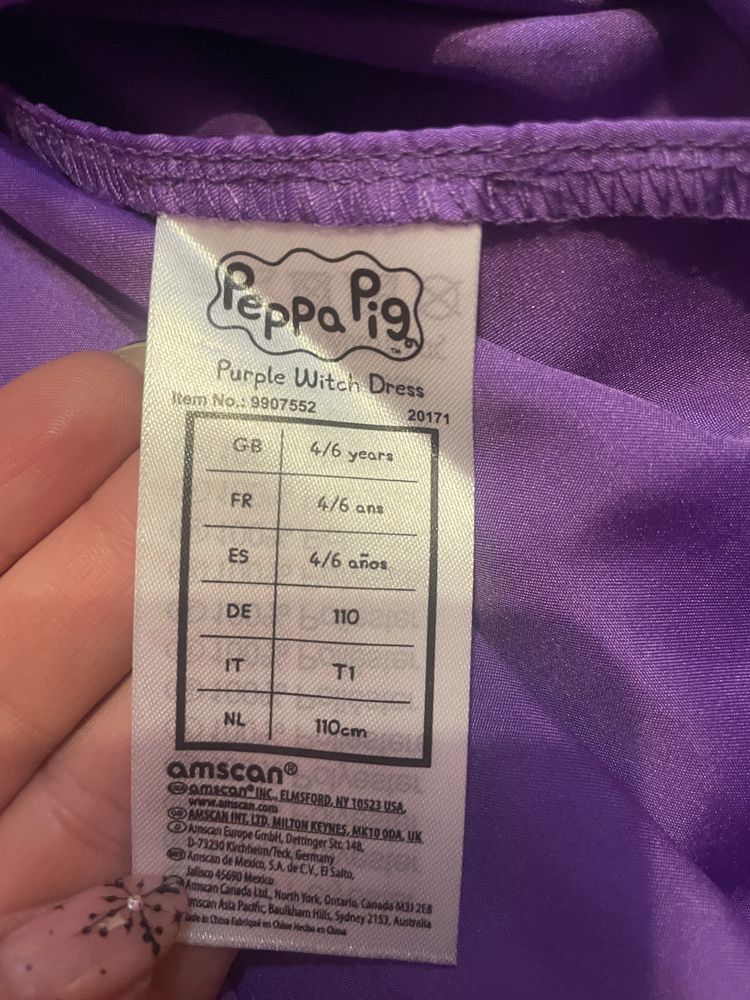 Peppa Pig
™
Purple Witch Dress
Item No.: 9907552 20171
GB 4/6 years
FR 4/6 ans
ES 4/6 años
DE 110
IT T1
NL 110cm
amscan®
amscan® INC., ELMSFORD, NY 10523 USA,
www.amscan.com
AMSCAN INT. LTD, MILTON KEYNES, MK10 0DA, UK
Amscan Europe GmbH, Dettinger Str. 148,
D-73230 Kirchheim/Teck, Germany
Amscan de Mexico, S.A. de C.V., El Salto,
Jalisco 45690 Mexico
Amscan Canada Ltd., North York, Ontario, Canada M3J 2E8
Amscan Asia Pacific, Baulkham Hills, Sydney 2153, Australia
Made in China Fabriqué en Chine Hecho en China